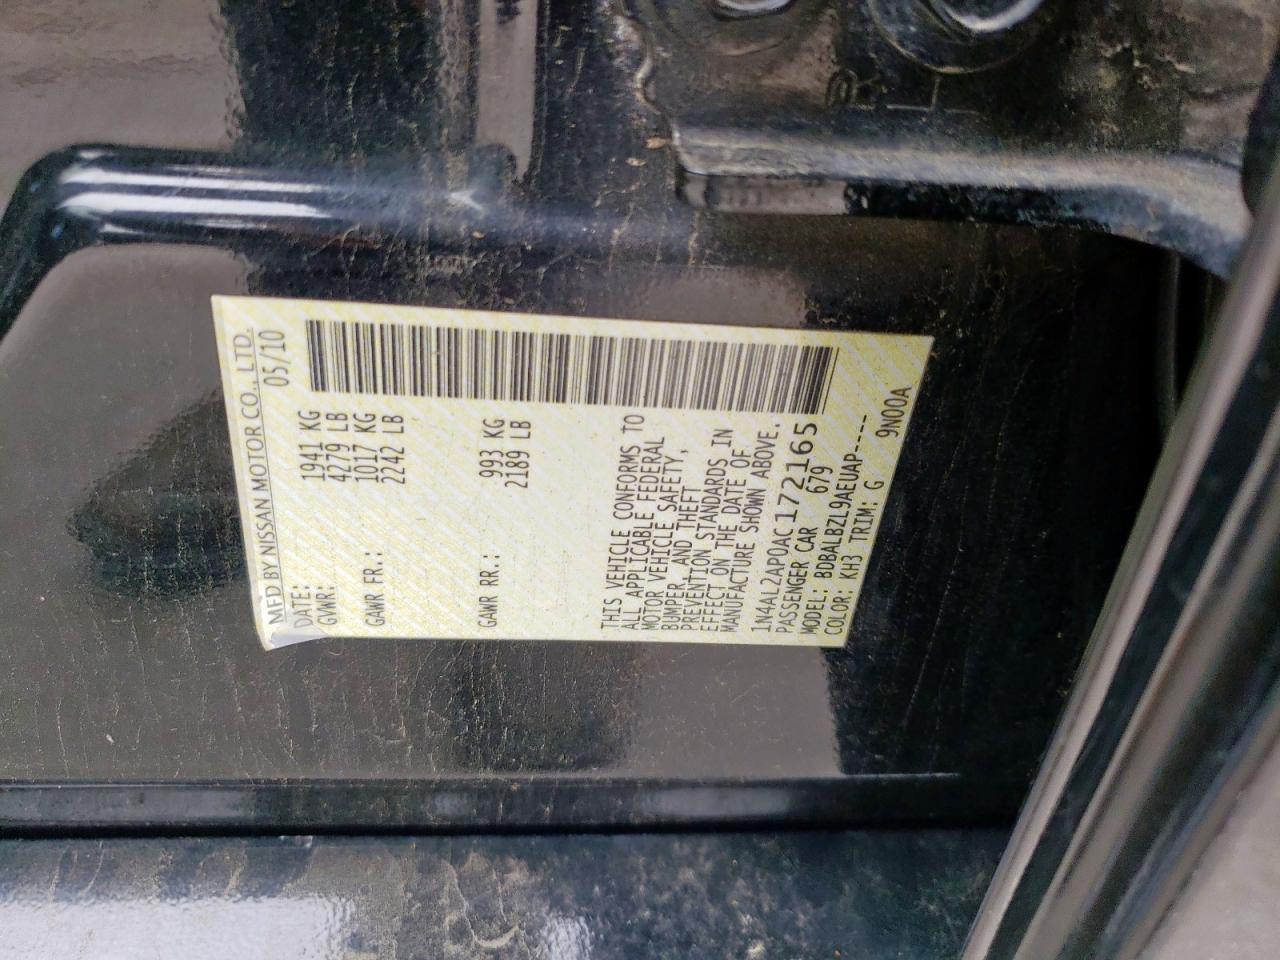 MFD BY NISSAN MOTOR CO., LTD.
DATE: 05/10
GVWR: 1941 KG
4279 LB
GAWR FR.: 1017 KG
2242 LB
GAWR RR.: 993 KG
2189 LB
THIS VEHICLE CONFORMS TO
ALL APPLICABLE FEDERAL
MOTOR VEHICLE SAFETY,
BUMPER, AND THEFT
PREVENTION STANDARDS IN
EFFECT ON THE DATE OF
MANUFACTURE SHOWN ABOVE.
1N4AL2AP0AC172165
PASSENGER CAR 679
MODEL: BDBALBZL9AEUAP----
COLOR: KH3 TRIM: G 9N00A